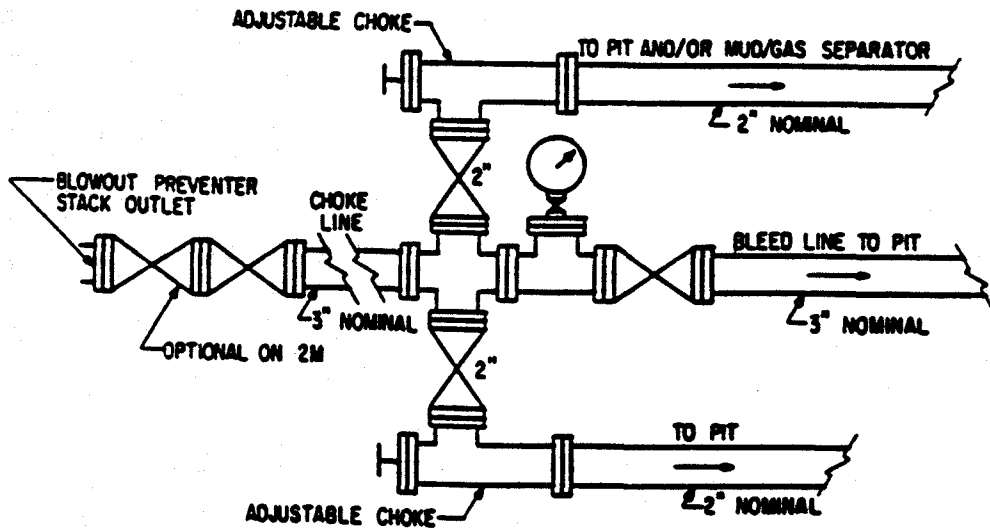 ADJUSTABLE CHOKE
TO PIT AND/OR MUD/GAS SEPARATOR
2" NOMINAL
2"
BLOWOUT PREVENTER
STACK OUTLET
CHOKE
LINE
BLEED LINE TO PIT
3" NOMINAL
3" NOMINAL
OPTIONAL ON 2M
2"
TO PIT
2" NOMINAL
ADJUSTABLE CHOKE